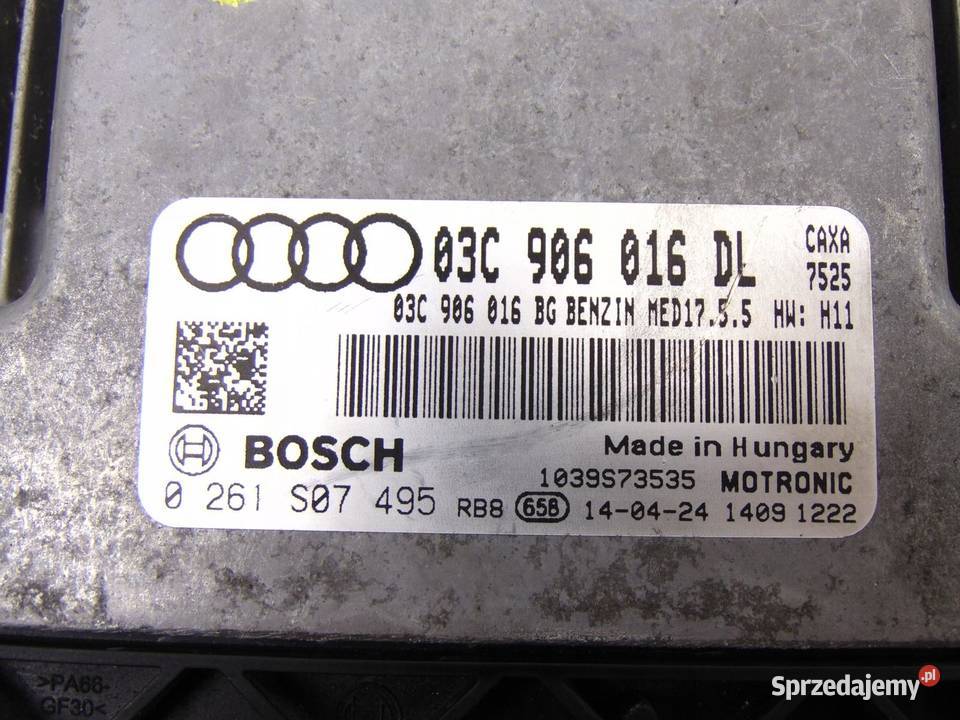 03C 906 016 DL
CAXA
7525
03C 906 016 BG BENZIN MED17.5.5 HW: H11
BOSCH
Made in Hungary
1039S73535 MOTRONIC
0 261 S07 495 RB8 658 14-04-24 1409 1222
>PA66-
GF30<
Sprzedajemy.pl